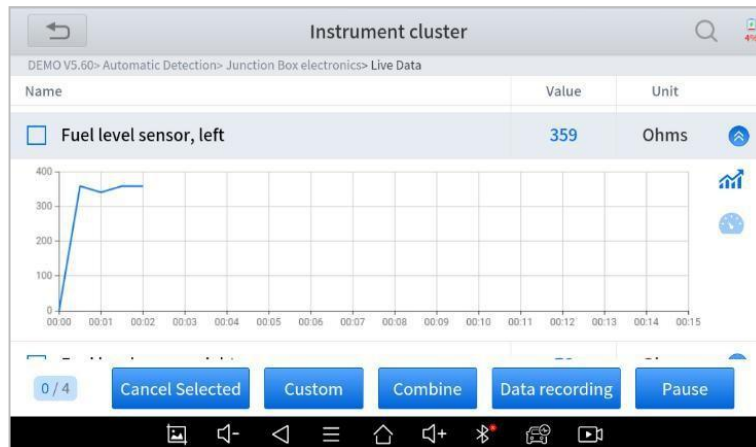 Instrument cluster
4%
DEMO V5.60> Automatic Detection> Junction Box electronics> Live Data
Name Value Unit
Fuel level sensor, left 359 Ohms
400
300
200
100
0
00:00 00:01 00:02 00:03 00:04 00:05 00:06 00:07 00:08 00:09 00:10 00:11 00:12 00:13 00:14 00:15
0 / 4 Cancel Selected Custom Combine Data recording Pause